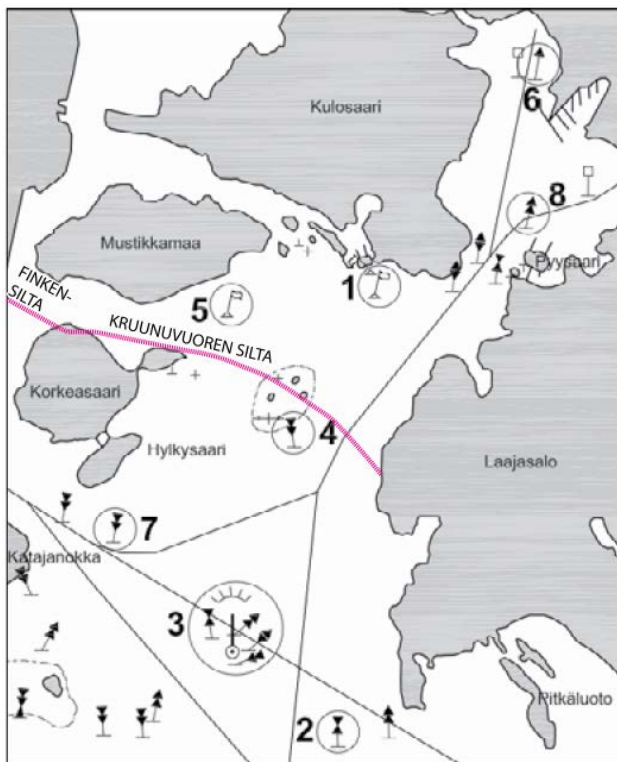 6
Kulosaari
8
Mustikkamaa
1
Pyysaari
FINKEN-
SILTA
5
KRUUNUVUOREN SILTA
Korkeasaari
4
Hylkysaari
Laajasalo
7
Katajanokka
3
Pitkäluoto
2